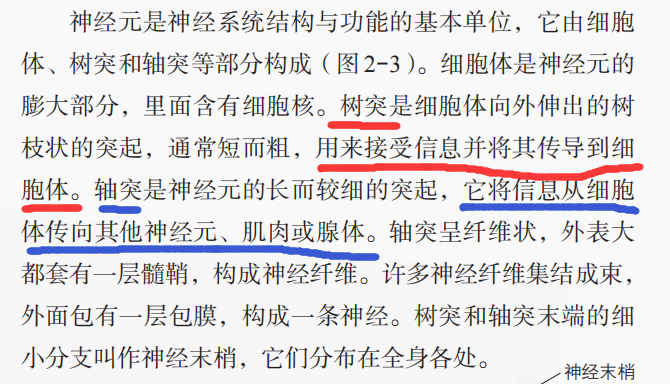 神经元是神经系统结构与功能的基本单位，它由细胞
体、树突和轴突等部分构成（图2-3）。细胞体是神经元的
膨大部分，里面含有细胞核。树突是细胞体向外伸出的树
枝状的突起，通常短而粗，用来接受信息并将其传导到细
胞体。轴突是神经元的长而较细的突起，它将信息从细胞
体传向其他神经元、肌肉或腺体。轴突呈纤维状，外表大
都套有一层髓鞘，构成神经纤维。许多神经纤维集结成束，
外面包有一层包膜，构成一条神经。树突和轴突末端的细
小分支叫作神经末梢，它们分布在全身各处。
神经末梢